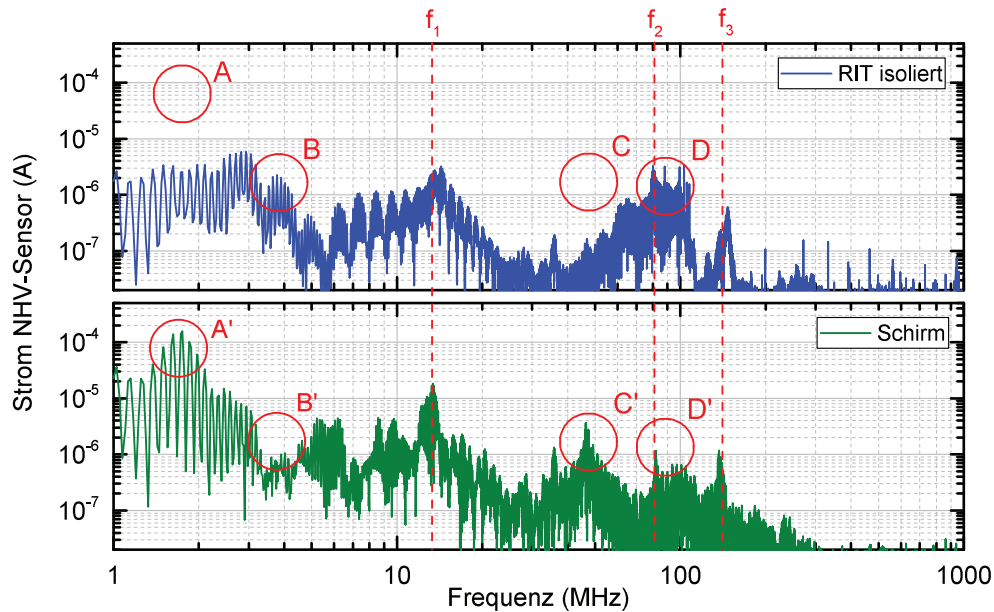 f₁ f₂ f₃
RIT isoliert
10⁻⁴
10⁻⁵
10⁻⁶
10⁻⁷
A
B
C
D
Strom NHV-Sensor (A)
Schirm
10⁻⁴
10⁻⁵
10⁻⁶
10⁻⁷
A'
B'
C'
D'
1 10 100 1000
Frequenz (MHz)